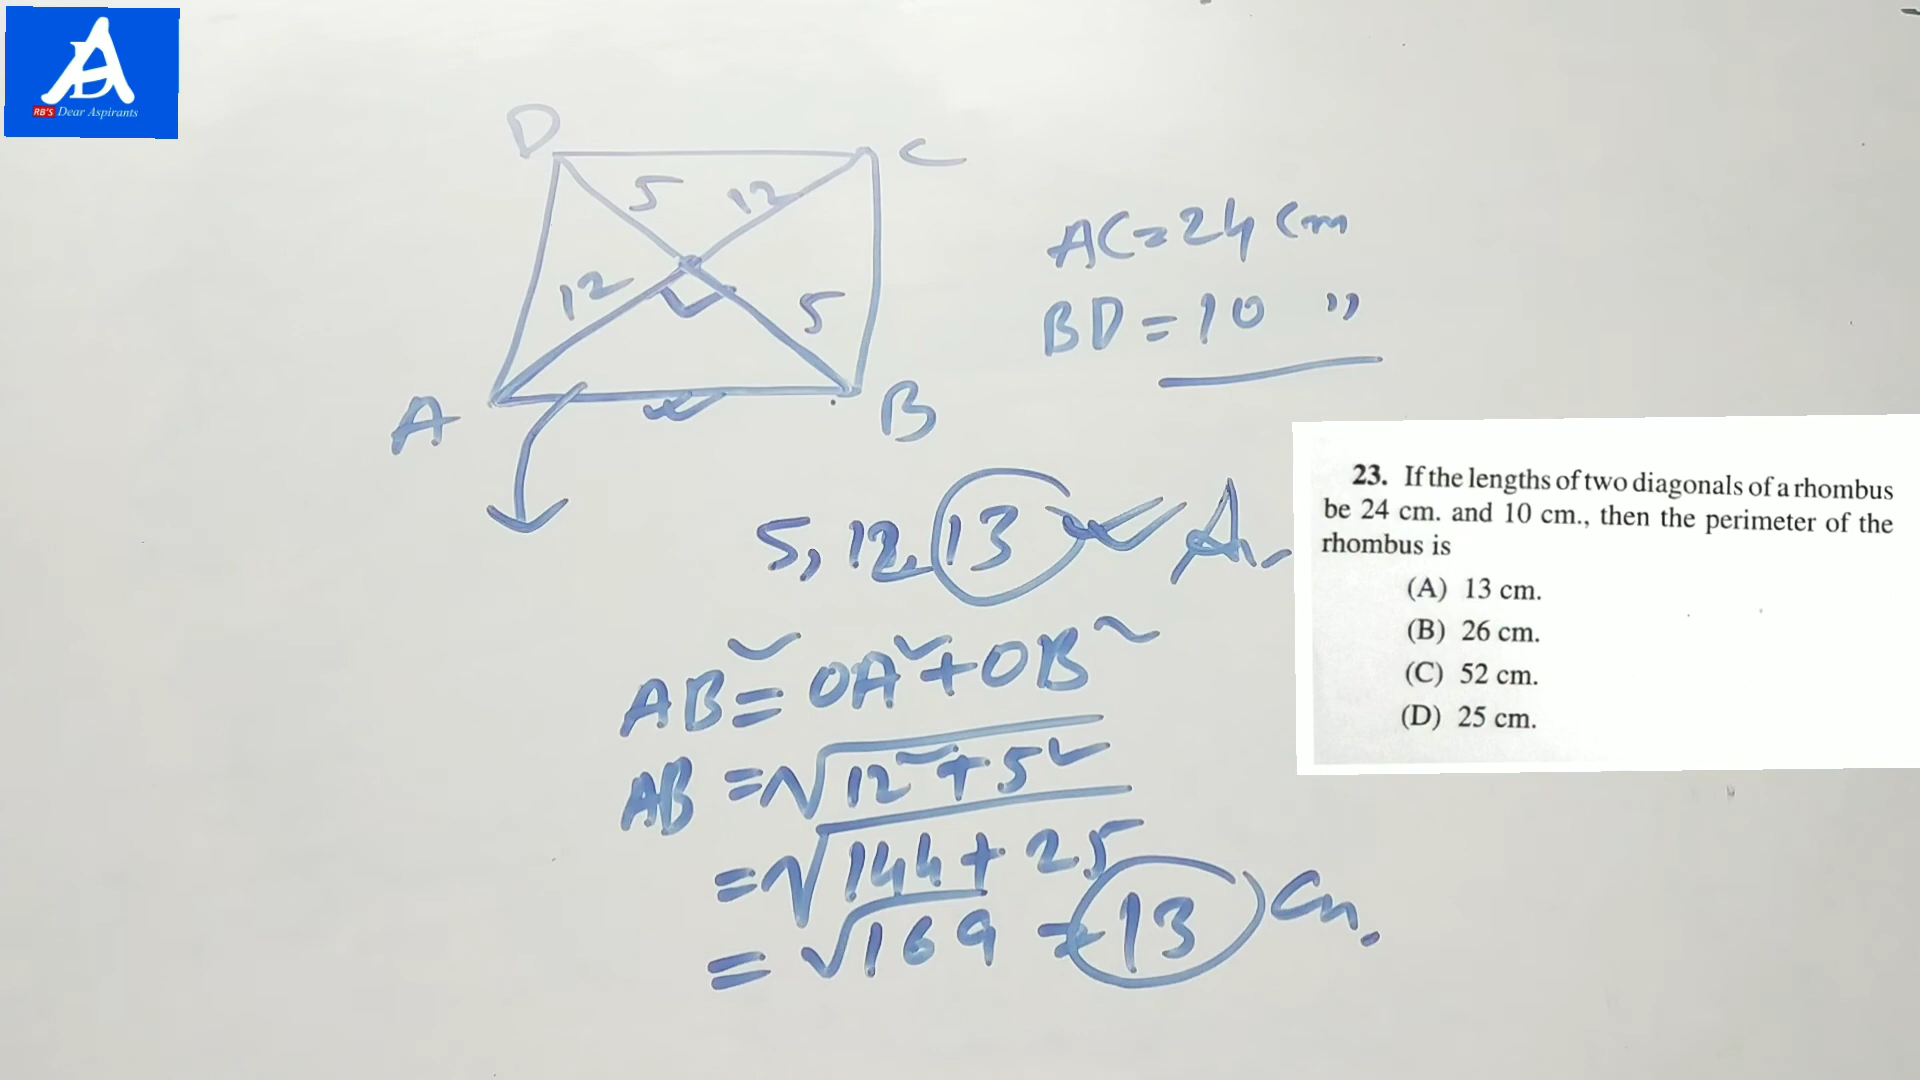 RB'S Dear Aspirants
D
C
5
12
12
5
A
B
AC=24 cm
BD=10 ,,
5, 12, 13
AB²=OA²+OB²
AB =√12²+5²
=√144+25
=√169 = 13 cm.
23. If the lengths of two diagonals of a rhombus
be 24 cm. and 10 cm., then the perimeter of the
rhombus is
(A) 13 cm.
(B) 26 cm.
(C) 52 cm.
(D) 25 cm.